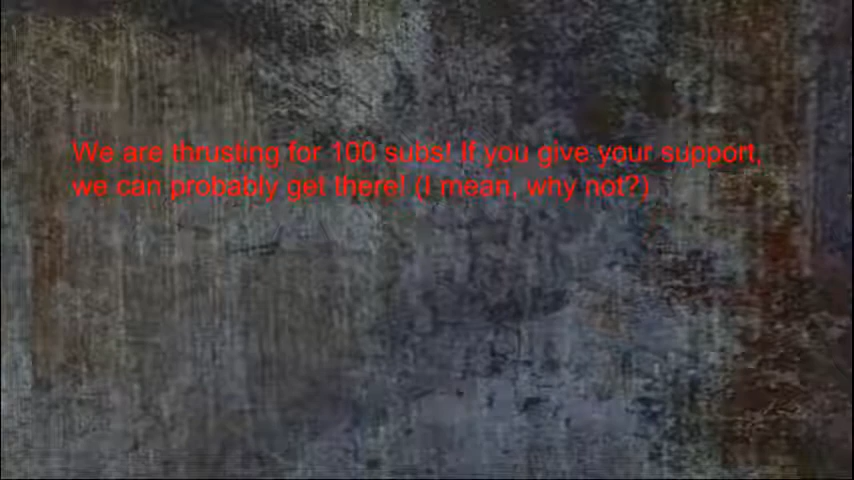 We are thrusting for 100 subs! If you give your support,
we can probably get there! (I mean, why not?)